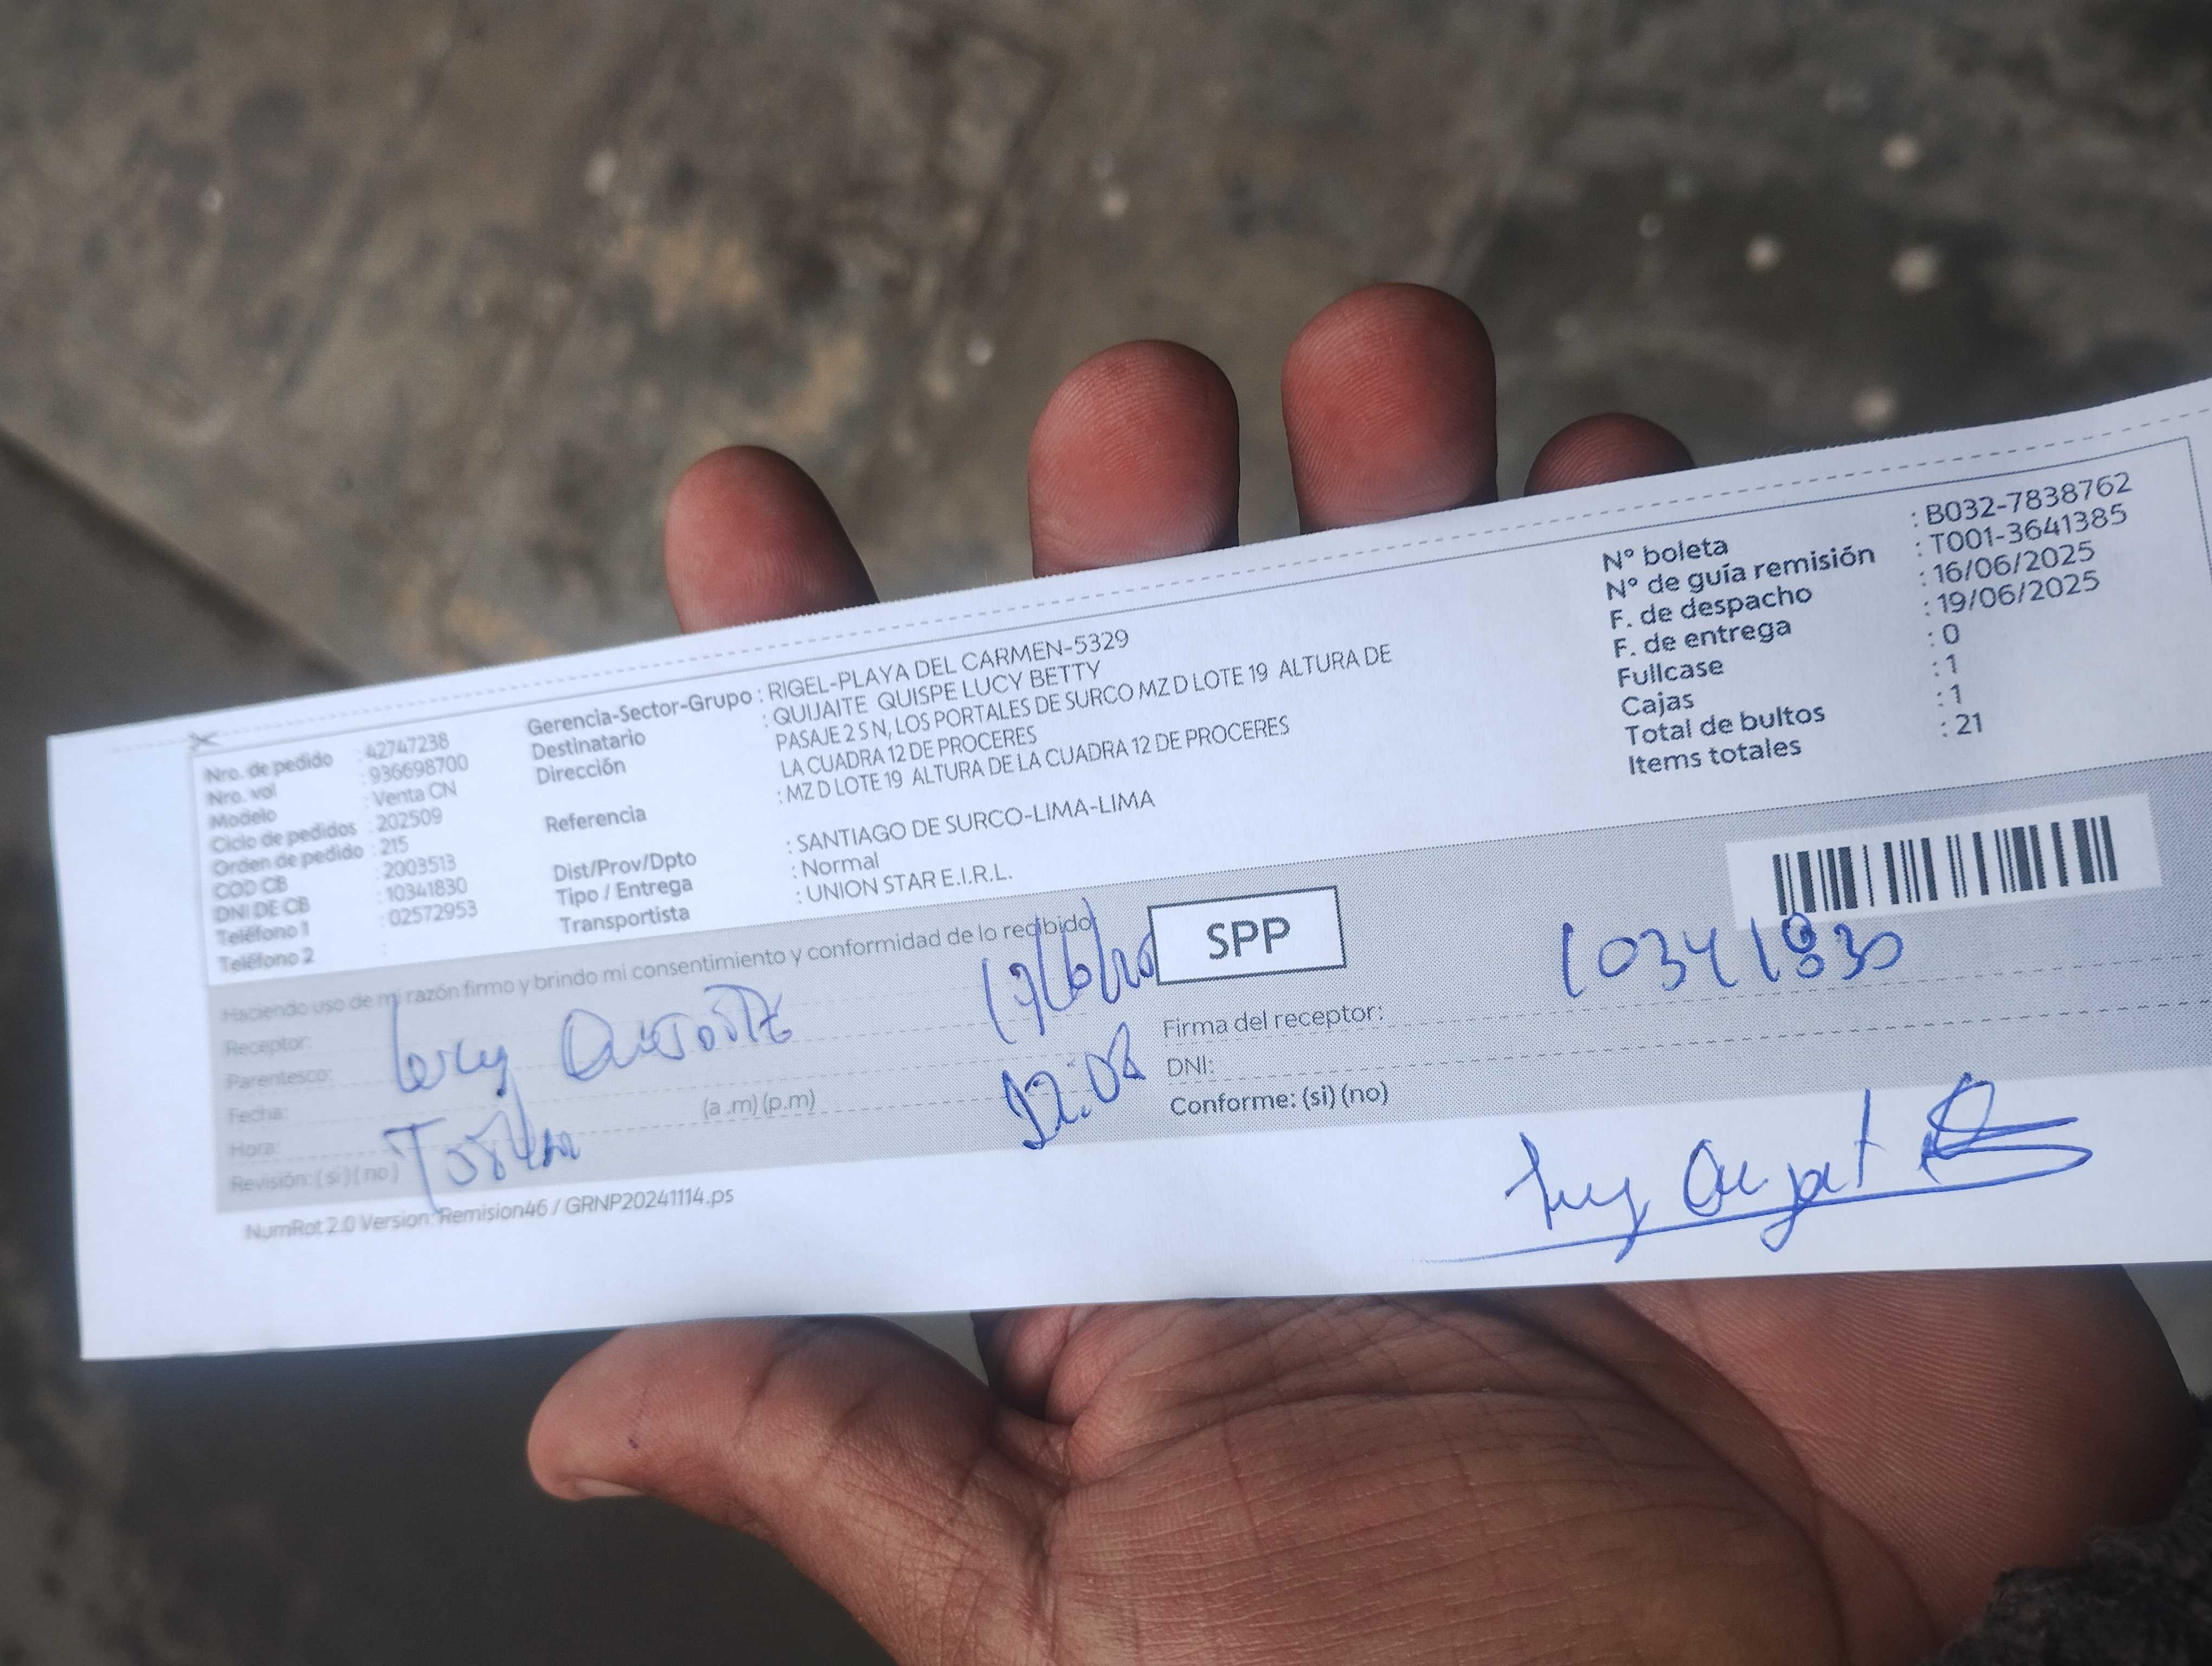 Nro. de pedido : 42747238
Nro. vol : 936698700
Modelo : Venta CN
Ciclo de pedidos : 202509
Orden de pedido : 215
COD CB : 2003513
DNI DE CB : 10341830
Teléfono 1 : 02572953
Teléfono 2 :
Gerencia-Sector-Grupo : RIGEL-PLAYA DEL CARMEN-5329
Destinatario : QUIJAITE QUISPE LUCY BETTY
Dirección PASAJE 2 S N, LOS PORTALES DE SURCO MZ D LOTE 19 ALTURA DE
LA CUADRA 12 DE PROCERES
Referencia : MZ D LOTE 19 ALTURA DE LA CUADRA 12 DE PROCERES
Dist/Prov/Dpto : SANTIAGO DE SURCO-LIMA-LIMA
Tipo / Entrega : Normal
Transportista : UNION STAR E.I.R.L.
N° boleta : B032-7838762
N° de guía remisión : T001-3641385
F. de despacho : 16/06/2025
F. de entrega : 19/06/2025
Fullcase : 0
Cajas : 1
Total de bultos : 1
Items totales : 21
Haciendo uso de mi razón firmo y brindo mi consentimiento y conformidad de lo recibido
SPP
Receptor:
Parentesco: Lucy
Fecha:
Hora: (a .m) (p.m)
Revisión: (si) (no)
12:08
10341830
Firma del receptor:
DNI:
Conforme: (si) (no)
NumRot 2.0 Version: Remision46 / GRNP20241114.ps